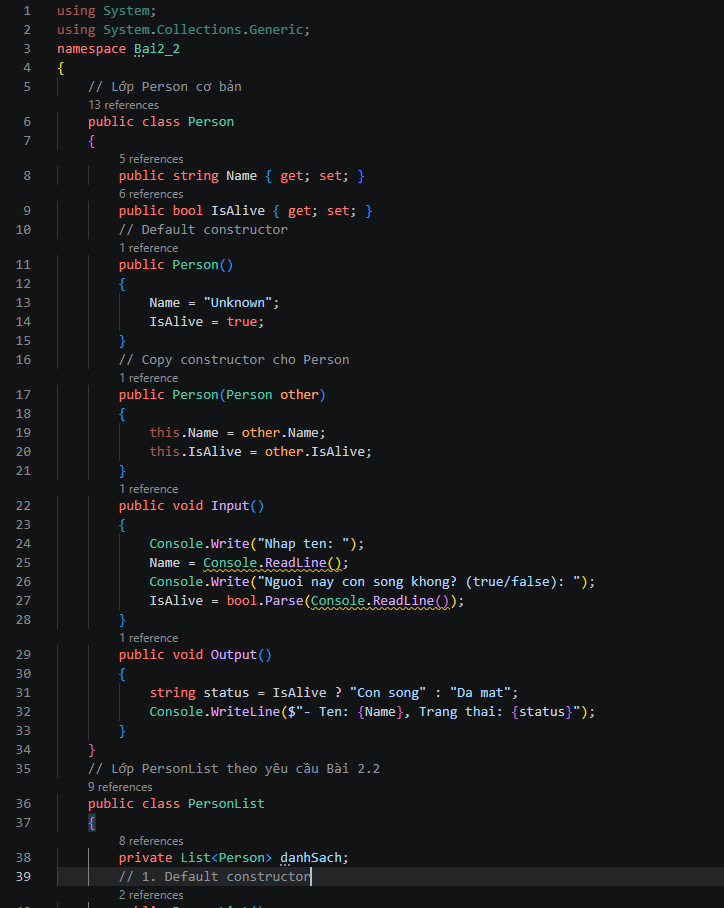 1 using System;
2 using System.Collections.Generic;
3 namespace Bai2_2
4 {
5 // Lớp Person cơ bản
13 references
6 public class Person
7 {
5 references
8 public string Name { get; set; }
6 references
9 public bool IsAlive { get; set; }
10 // Default constructor
1 reference
11 public Person()
12 {
13 Name = "Unknown";
14 IsAlive = true;
15 }
16 // Copy constructor cho Person
1 reference
17 public Person(Person other)
18 {
19 this.Name = other.Name;
20 this.IsAlive = other.IsAlive;
21 }
1 reference
22 public void Input()
23 {
24 Console.Write("Nhap ten: ");
25 Name = Console.ReadLine();
26 Console.Write("Nguoi nay con song khong? (true/false): ");
27 IsAlive = bool.Parse(Console.ReadLine());
28 }
1 reference
29 public void Output()
30 {
31 string status = IsAlive ? "Con song" : "Da mat";
32 Console.WriteLine($"- Ten: {Name}, Trang thai: {status}");
33 }
34 }
35 // Lớp PersonList theo yêu cầu Bài 2.2
9 references
36 public class PersonList
37 {
8 references
38 private List<Person> danhSach;
39 // 1. Default constructor
2 references